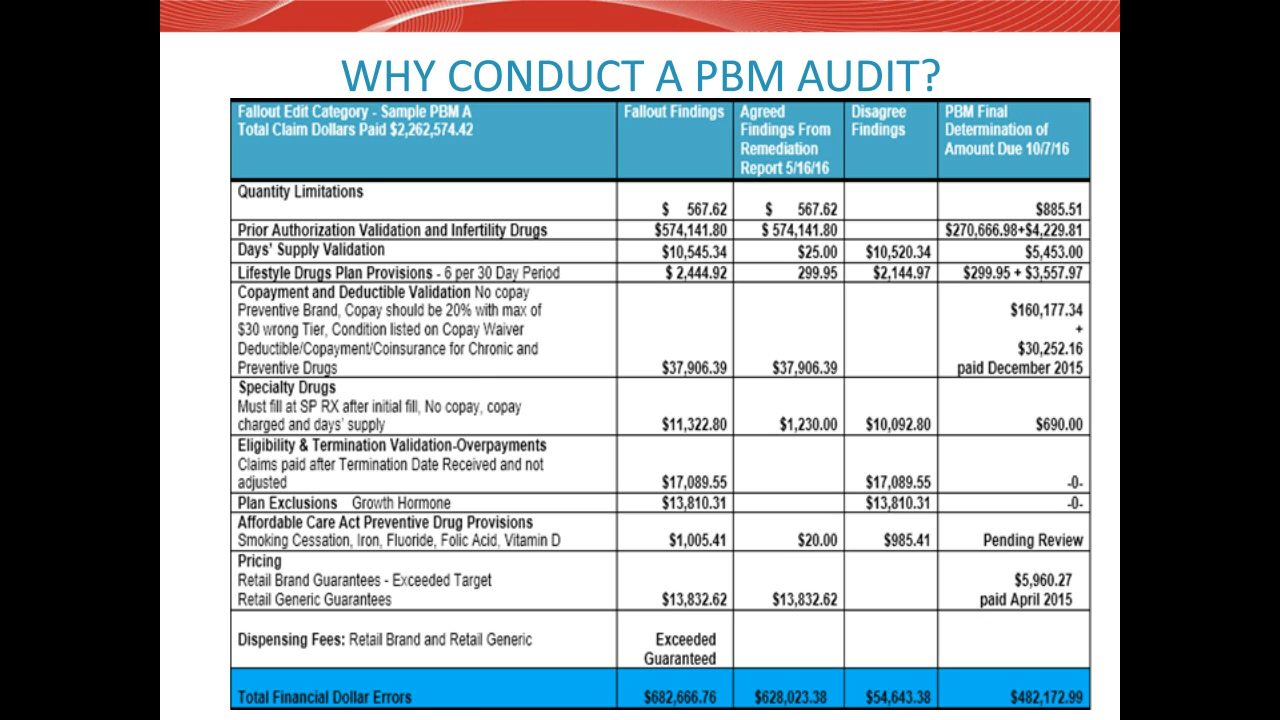 WHY CONDUCT A PBM AUDIT?
Fallout Edit Category - Sample PBM A
Total Claim Dollars Paid $2,262,574.42
Fallout Findings
Agreed
Findings From
Remediation
Report 5/16/16
Disagree
Findings
PBM Final
Determination of
Amount Due 10/7/16
Quantity Limitations
$ 567.62
$ 567.62
$885.51
Prior Authorization Validation and Infertility Drugs
$574,141.80
$ 574,141.80
$270,666.98+$4,229.81
Days' Supply Validation
$10,545.34
$25.00
$10,520.34
$5,453.00
Lifestyle Drugs Plan Provisions - 6 per 30 Day Period
$ 2,444.92
299.95
$2,144.97
$299.95 + $3,557.97
Copayment and Deductible Validation No copay
Preventive Brand, Copay should be 20% with max of
$30 wrong Tier, Condition listed on Copay Waiver
Deductible/Copayment/Coinsurance for Chronic and
Preventive Drugs
$37,906.39
$37,906.39
$160,177.34
+
$30,252.16
paid December 2015
Specialty Drugs
Must fill at SP RX after initial fill, No copay, copay
charged and days' supply
$11,322.80
$1,230.00
$10,092.80
$690.00
Eligibility & Termination Validation-Overpayments
Claims paid after Termination Date Received and not
adjusted
$17,089.55
$17,089.55
-0-
Plan Exclusions Growth Hormone
$13,810.31
$13,810.31
-0-
Affordable Care Act Preventive Drug Provisions
Smoking Cessation, Iron, Fluoride, Folic Acid, Vitamin D
$1,005.41
$20.00
$985.41
Pending Review
Pricing
Retail Brand Guarantees - Exceeded Target
Retail Generic Guarantees
$13,832.62
$13,832.62
$5,960.27
paid April 2015
Dispensing Fees: Retail Brand and Retail Generic
Exceeded
Guaranteed
Total Financial Dollar Errors
$682,666.76
$628,023.38
$54,643.38
$482,172.99